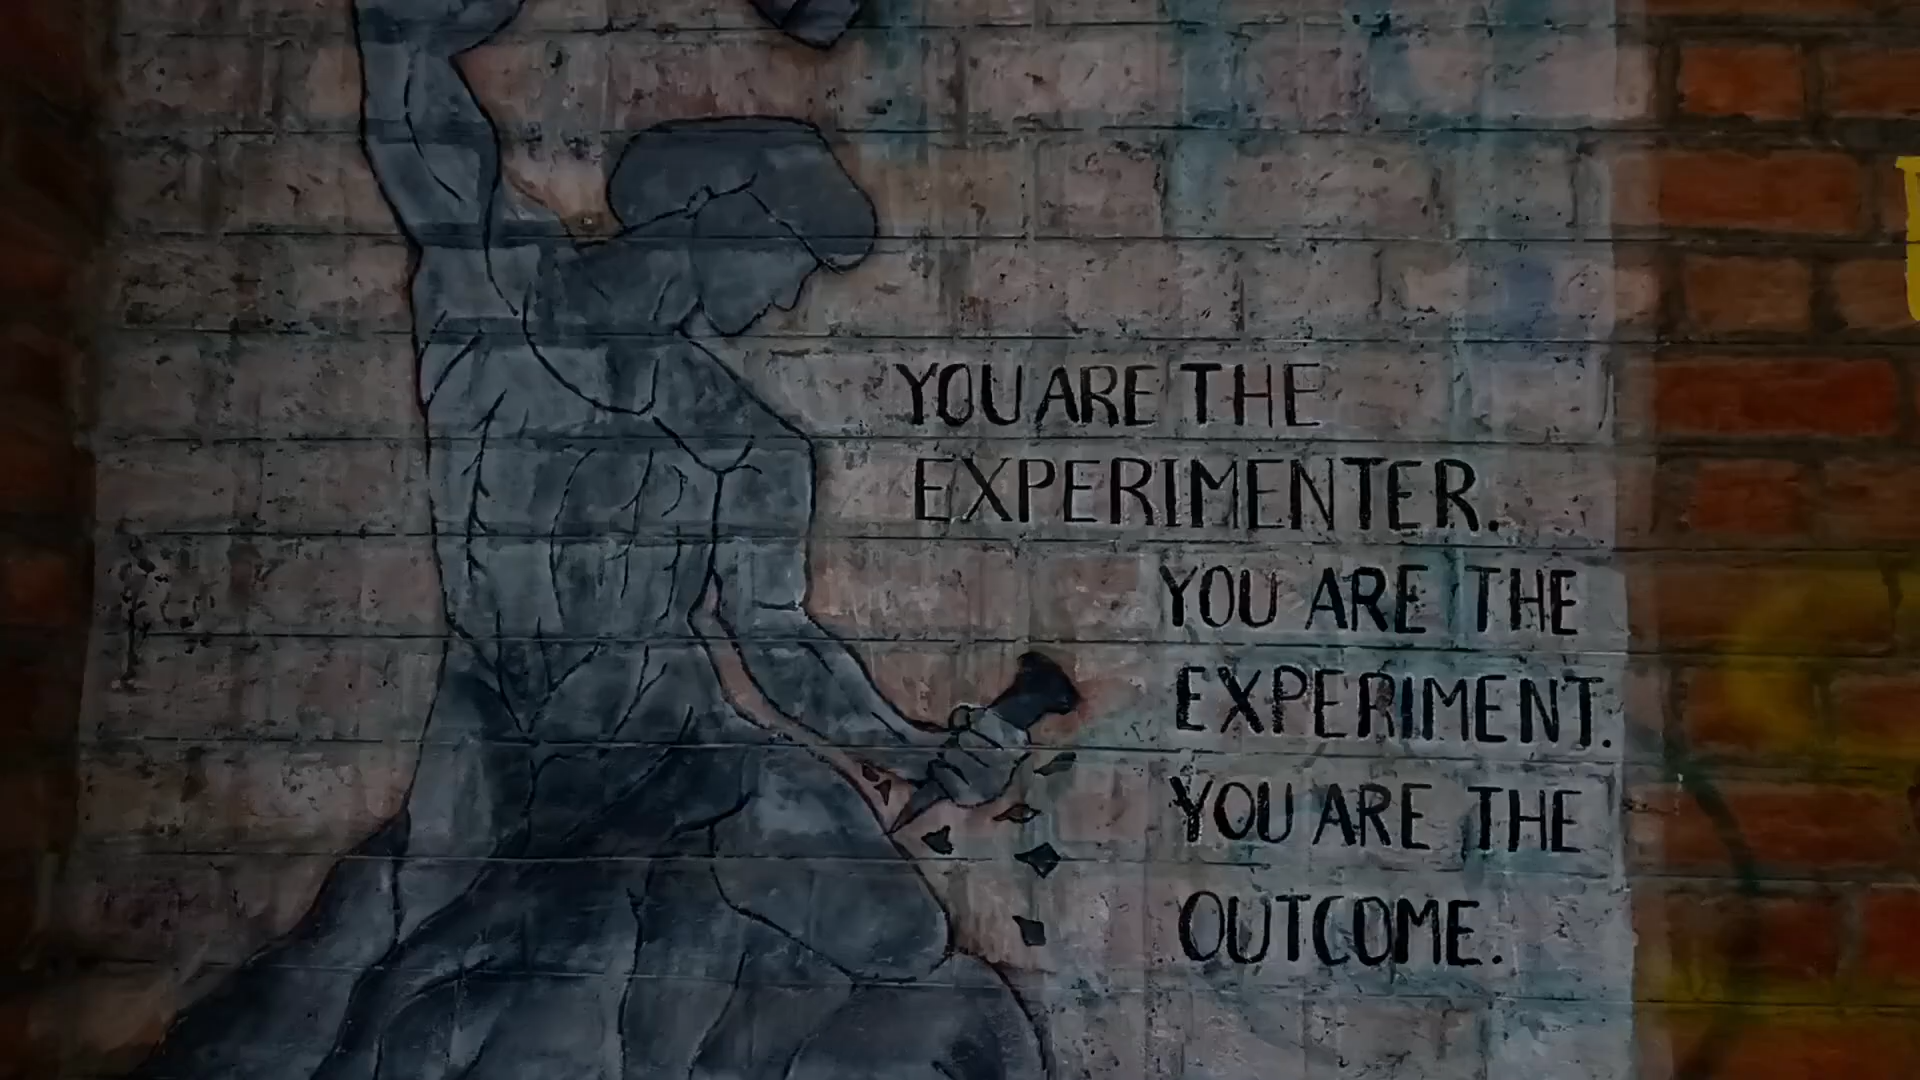 YOU ARE THE
EXPERIMENTER.
YOU ARE THE
EXPERIMENT.
YOU ARE THE
OUTCOME.